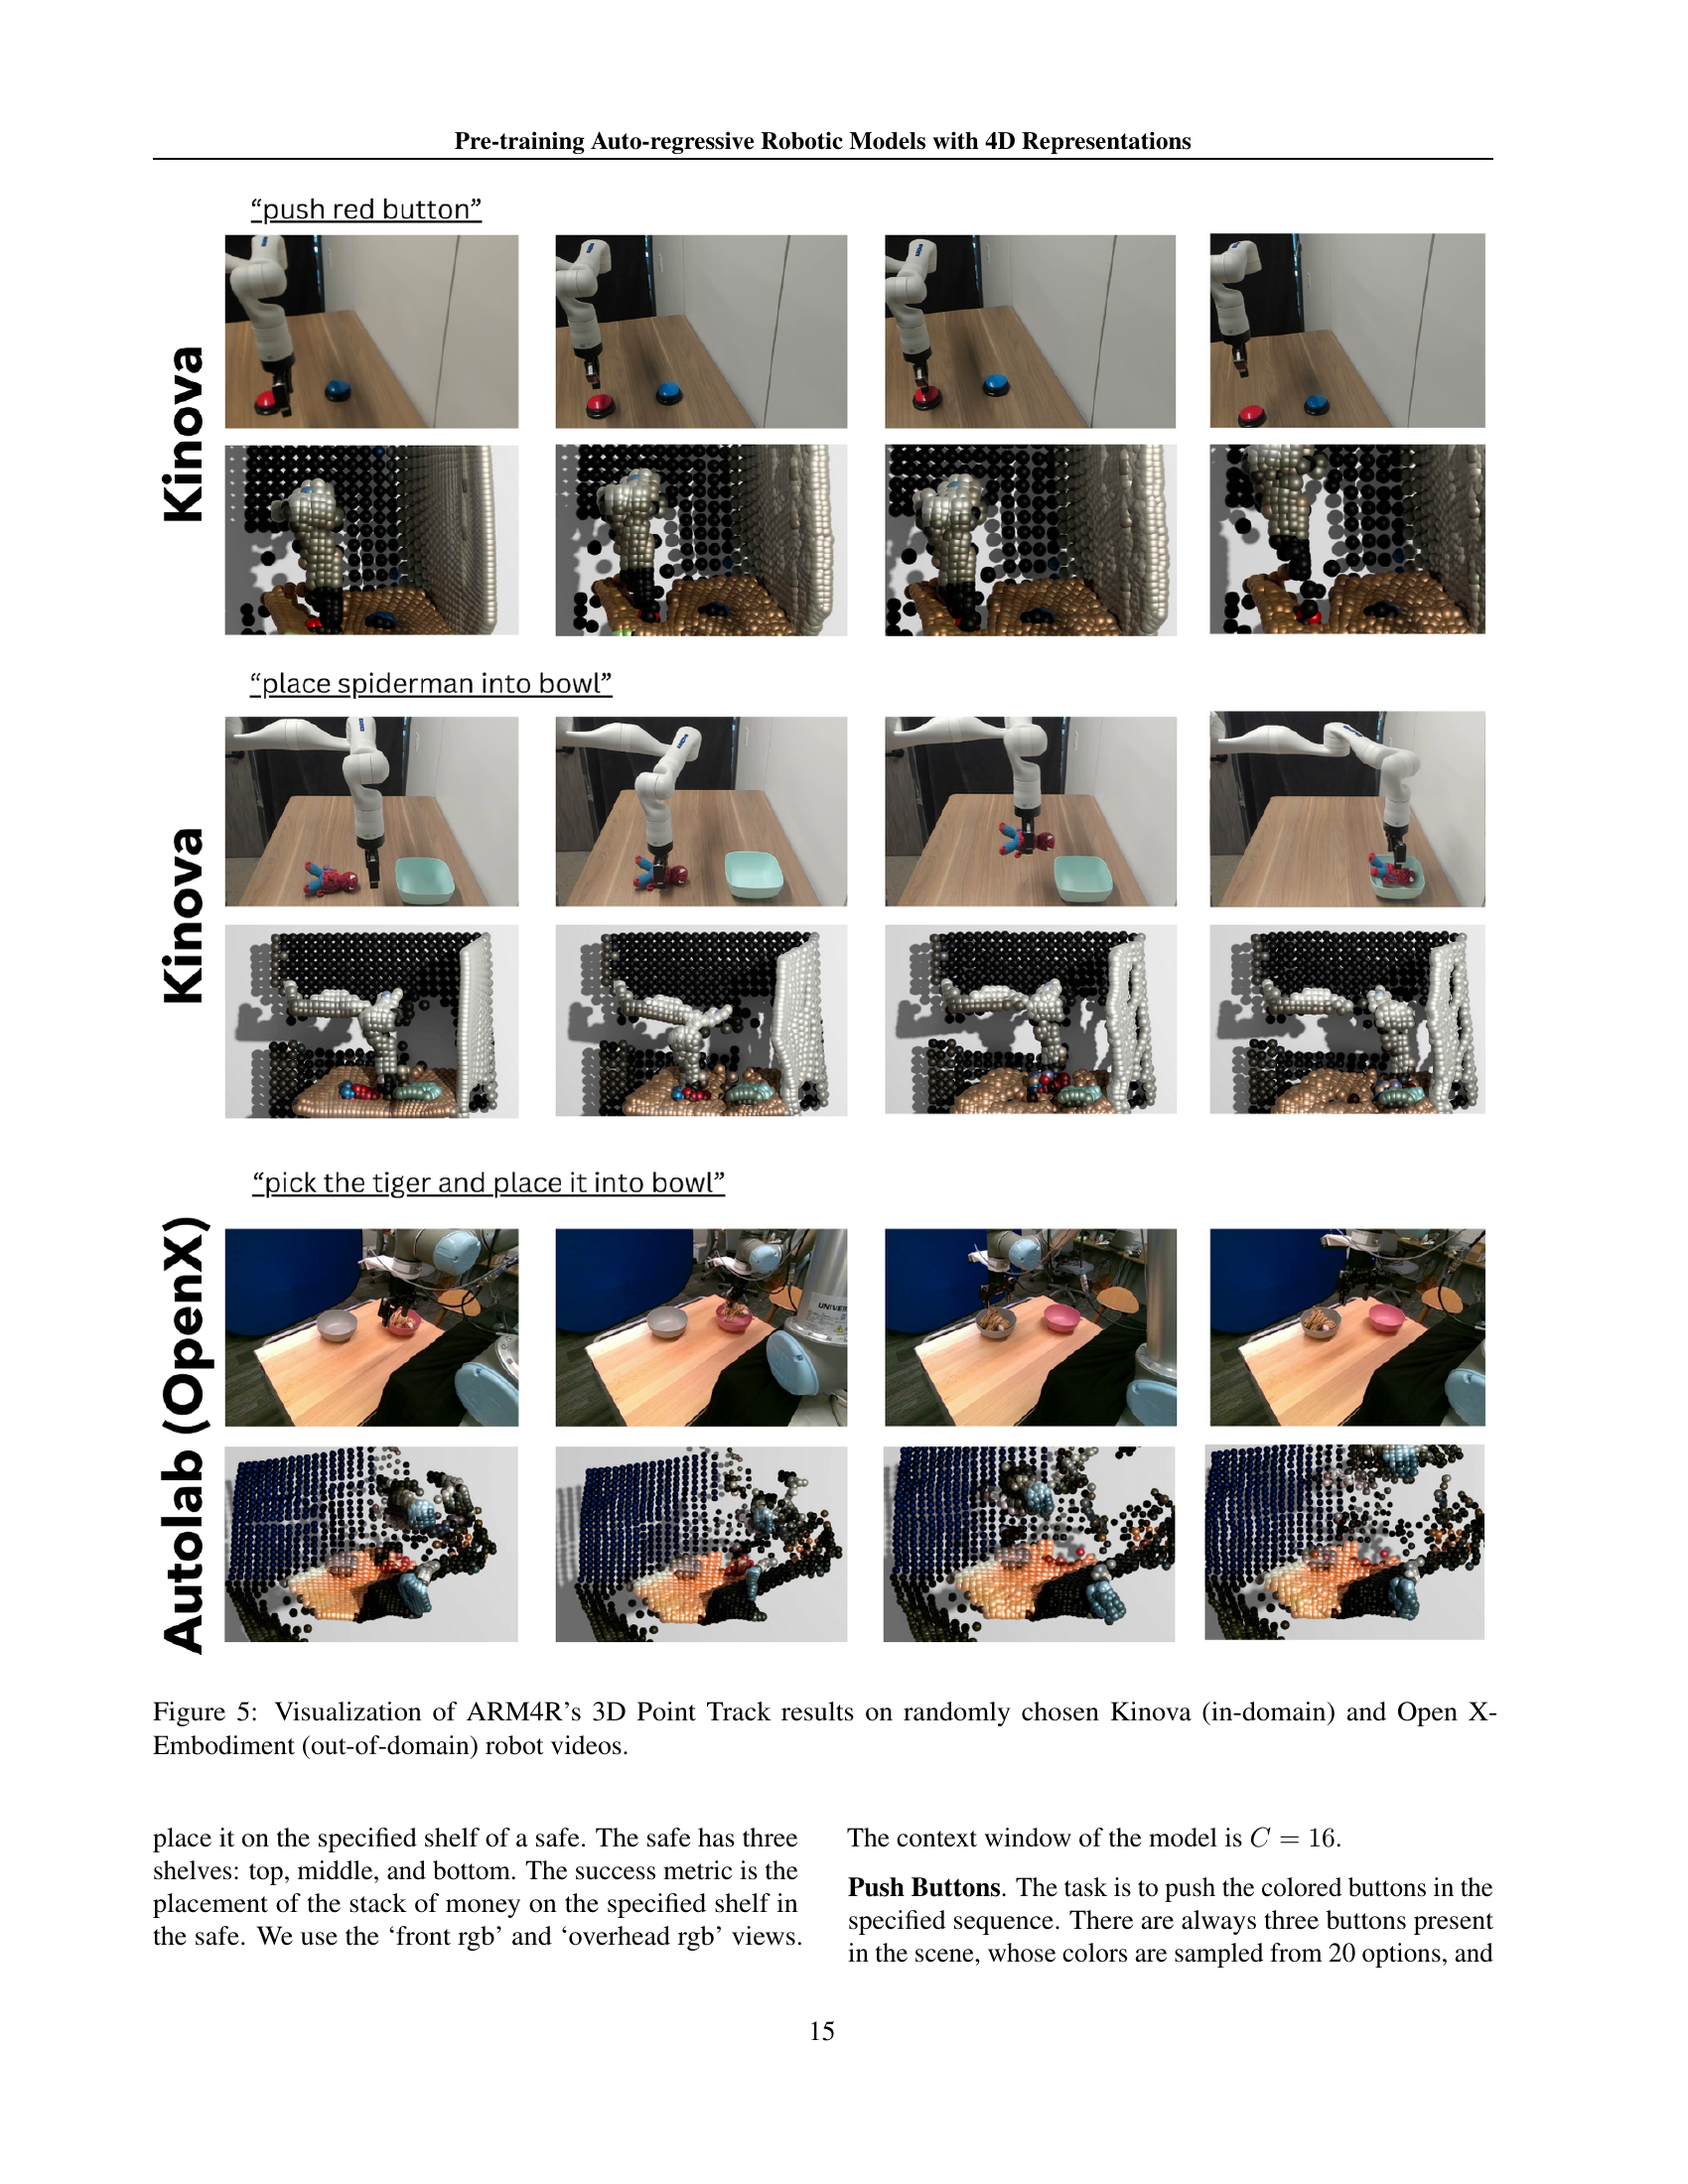 Pre-training Auto-regressive Robotic Models with 4D Representations
“push red button”
Kinova
“place spiderman into bowl”
Kinova
“pick the tiger and place it into bowl”
Autolab (OpenX)
UNIVER
Figure 5: Visualization of ARM4R’s 3D Point Track results on randomly chosen Kinova (in-domain) and Open X-
Embodiment (out-of-domain) robot videos.
place it on the specified shelf of a safe. The safe has three
shelves: top, middle, and bottom. The success metric is the
placement of the stack of money on the specified shelf in
the safe. We use the ‘front rgb’ and ‘overhead rgb’ views.
The context window of the model is C = 16.
Push Buttons. The task is to push the colored buttons in the
specified sequence. There are always three buttons present
in the scene, whose colors are sampled from 20 options, and
15